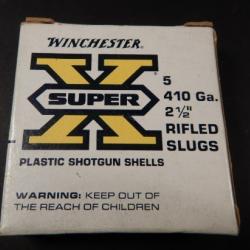 WINCHESTER®
SUPER X
5
410 Ga.
2 1/2"
RIFLED
SLUGS
PLASTIC SHOTGUN SHELLS
WARNING: KEEP OUT OF
THE REACH OF CHILDREN